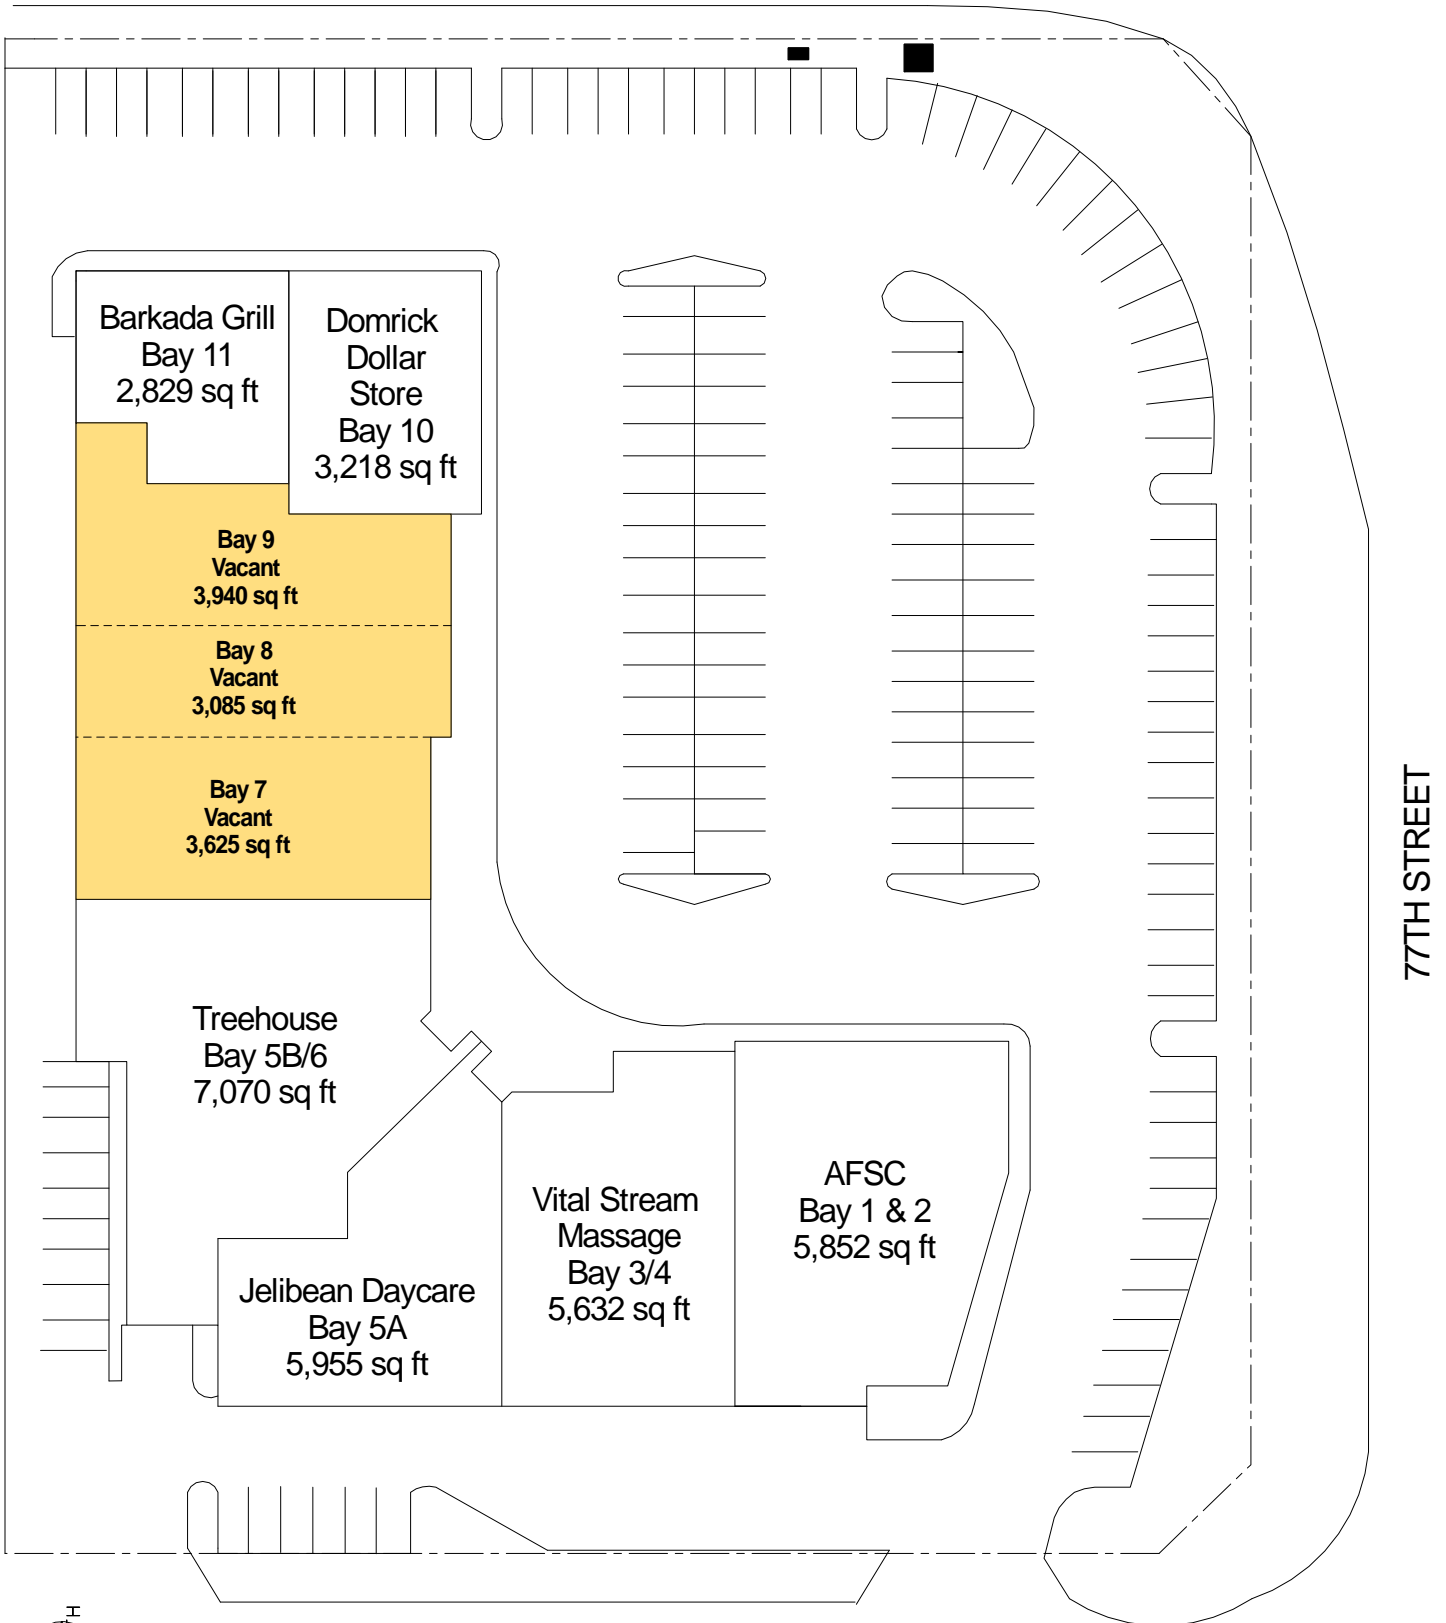 Barkada Grill
Bay 11
2,829 sq ft
Domrick
Dollar
Store
Bay 10
3,218 sq ft
Bay 9
Vacant
3,940 sq ft
Bay 8
Vacant
3,085 sq ft
Bay 7
Vacant
3,625 sq ft
77TH STREET
Treehouse
Bay 5B/6
7,070 sq ft
Jelibean Daycare
Bay 5A
5,955 sq ft
Vital Stream
Massage
Bay 3/4
5,632 sq ft
AFSC
Bay 1 & 2
5,852 sq ft